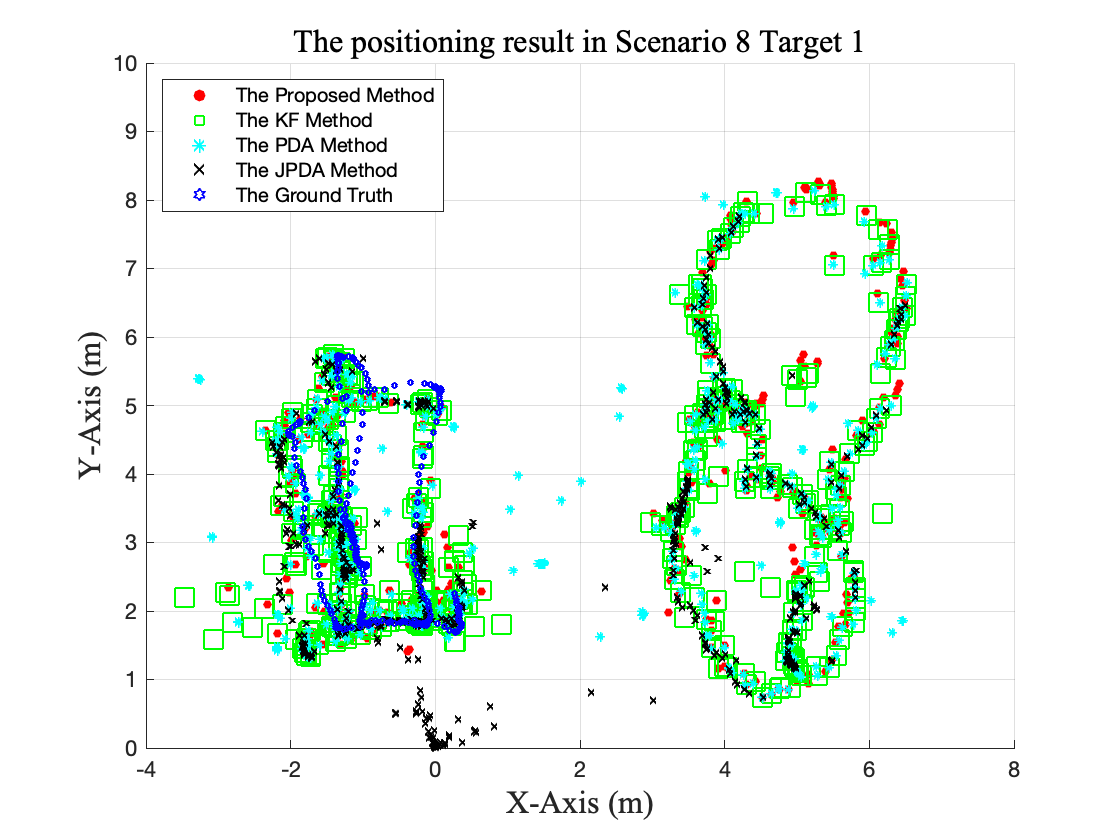 The positioning result in Scenario 8 Target 1
10
9
8
7
6
5
4
3
2
1
0
Y-Axis (m)
The Proposed Method
The KF Method
The PDA Method
The JPDA Method
The Ground Truth
-4 -2 0 2 4 6 8
X-Axis (m)